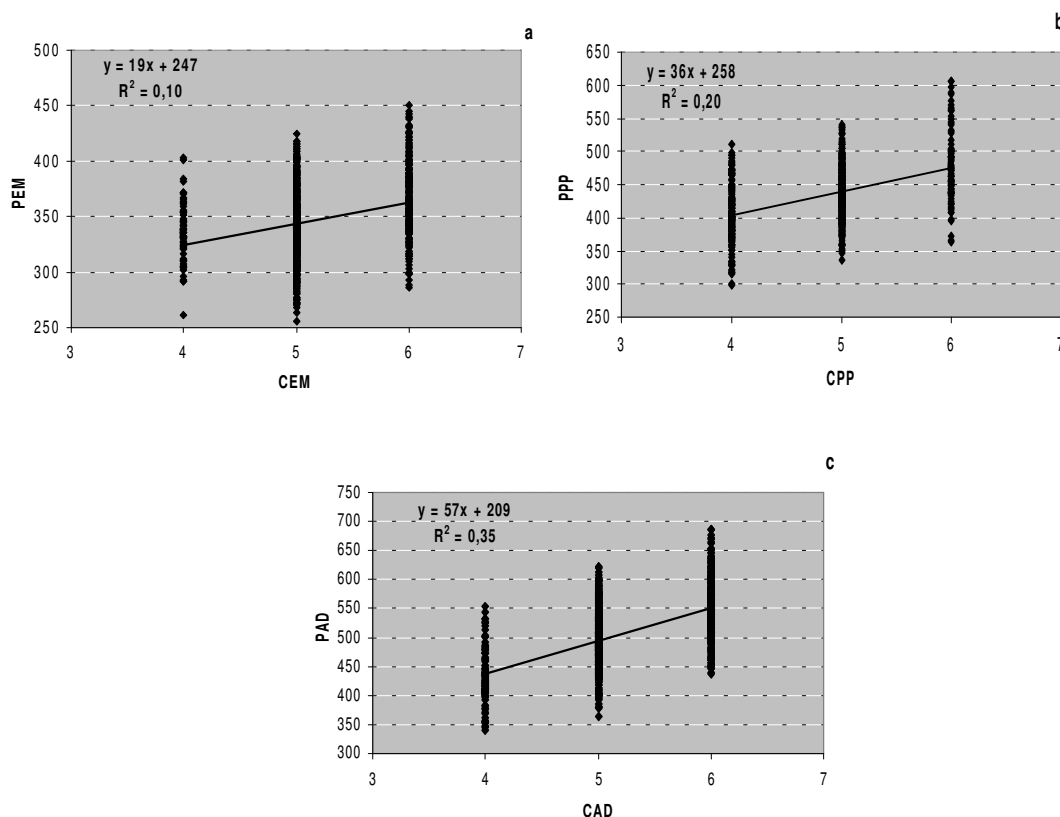 a
y = 19x + 247
R² = 0,10
500
450
400
350
300
250
PEM
3 4 5 6 7
CEM
b
y = 36x + 258
R² = 0,20
650
600
550
500
450
400
350
300
250
PPP
3 4 5 6 7
CPP
c
y = 57x + 209
R² = 0,35
750
700
650
600
550
500
450
400
350
300
PAD
3 4 5 6 7
CAD